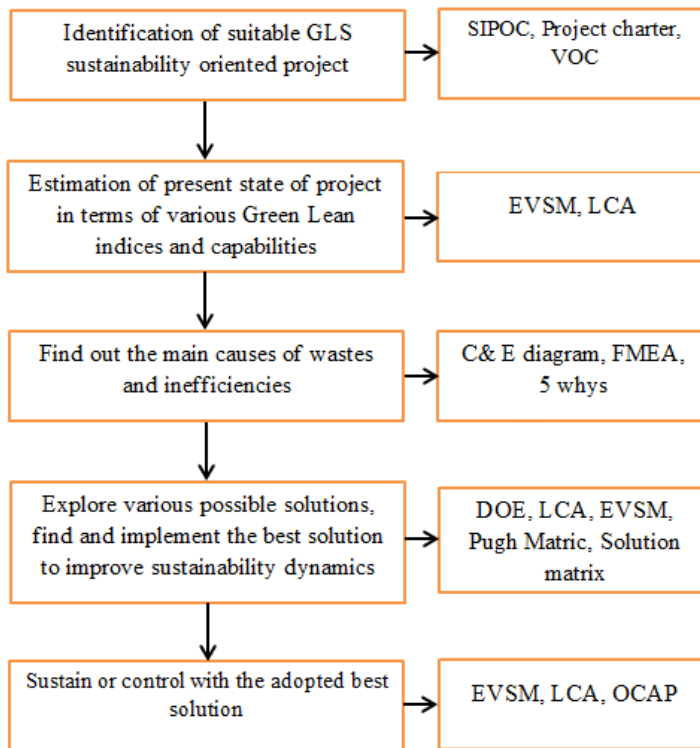 Identification of suitable GLS
sustainability oriented project
SIPOC, Project charter,
VOC
Estimation of present state of project
in terms of various Green Lean
indices and capabilities
EVSM, LCA
Find out the main causes of wastes
and inefficiencies
C& E diagram, FMEA,
5 whys
Explore various possible solutions,
find and implement the best solution
to improve sustainability dynamics
DOE, LCA, EVSM,
Pugh Matric, Solution
matrix
Sustain or control with the adopted best
solution
EVSM, LCA, OCAP